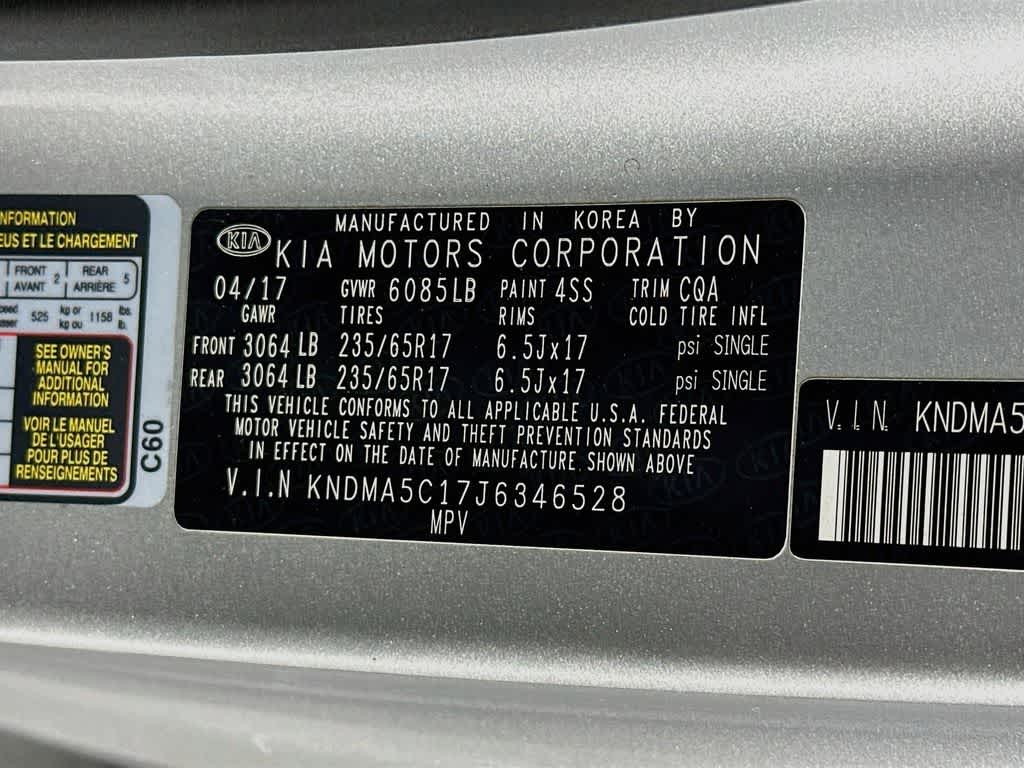 NFORMATION
EUS ET LE CHARGEMENT
FRONT
AVANT 2
REAR
ARRIÈRE 5
525 kg or
kg ou 1158 lbs.
lb.
SEE OWNER'S
MANUAL FOR
ADDITIONAL
INFORMATION
VOIR LE MANUEL
DE L'USAGER
POUR PLUS DE
RENSEIGNEMENTS
C60
MANUFACTURED IN KOREA BY
KIA KIA MOTORS CORPORATION
04/17 GVWR 6085LB PAINT 4SS TRIM CQA
GAWR TIRES RIMS COLD TIRE INFL
FRONT 3064 LB 235/65R17 6.5Jx17 psi SINGLE
REAR 3064 LB 235/65R17 6.5Jx17 psi SINGLE
THIS VEHICLE CONFORMS TO ALL APPLICABLE U.S.A. FEDERAL
MOTOR VEHICLE SAFETY AND THEFT PREVENTION STANDARDS
IN EFFECT ON THE DATE OF MANUFACTURE SHOWN ABOVE
V.I.N KNDMA5C17J6346528
MPV
V.I.N. KNDMA5